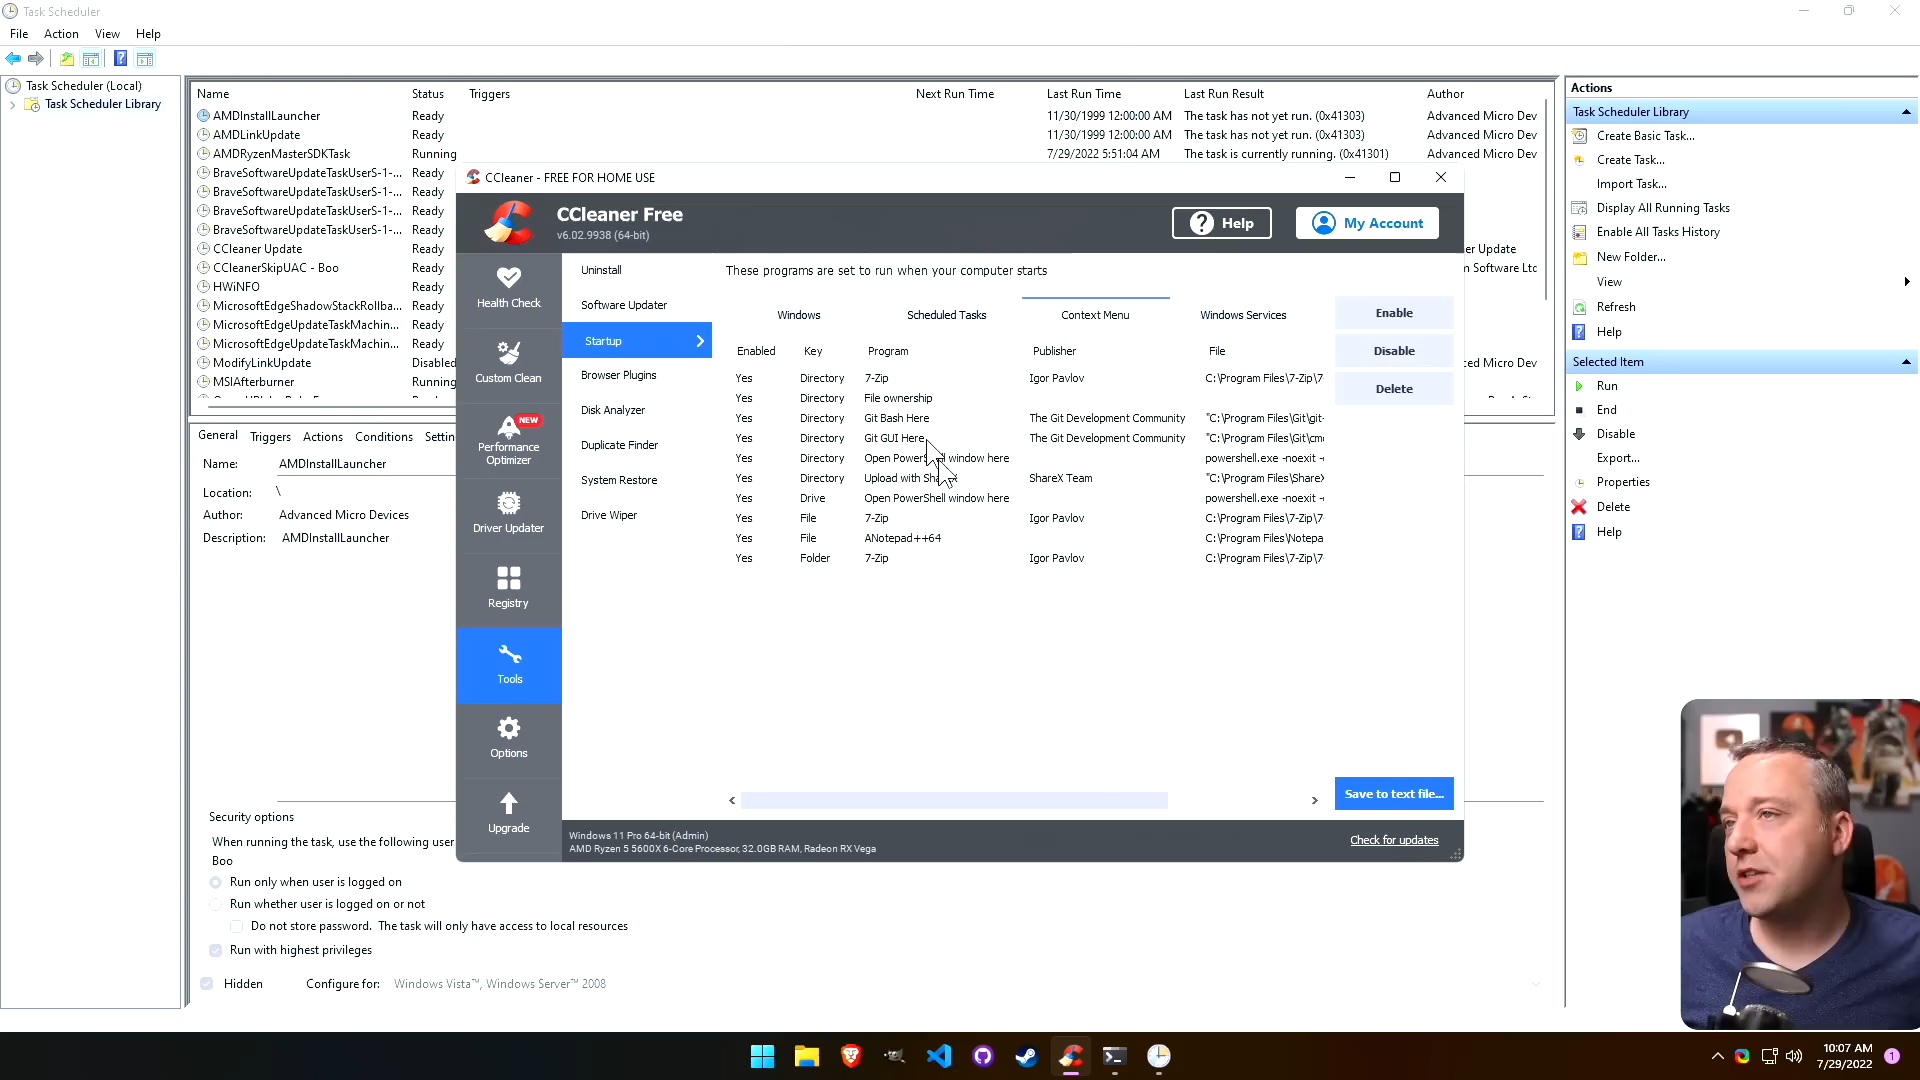 Task Scheduler
File Action View Help
Task Scheduler (Local)
Task Scheduler Library
Name Status Triggers Next Run Time Last Run Time Last Run Result Author
AMDInstallLauncher Ready 11/30/1999 12:00:00 AM The task has not yet run. (0x41303) Advanced Micro Dev
AMDLinkUpdate Ready 11/30/1999 12:00:00 AM The task has not yet run. (0x41303) Advanced Micro Dev
AMDRyzenMasterSDKTask Running 7/29/2022 5:51:04 AM The task is currently running. (0x41301) Advanced Micro Dev
BraveSoftwareUpdateTaskUserS-1-... Ready
BraveSoftwareUpdateTaskUserS-1-... Ready
BraveSoftwareUpdateTaskUserS-1-... Ready
BraveSoftwareUpdateTaskUserS-1-... Ready
CCleaner Update Ready er Update
CCleanerSkipUAC - Boo Ready m Software Ltd
HWiNFO Ready
MicrosoftEdgeShadowStackRollba... Ready
MicrosoftEdgeUpdateTaskMachin... Ready
MicrosoftEdgeUpdateTaskMachin... Ready
ModifyLinkUpdate Disabled ced Micro Dev
MSIAfterburner Running
General Triggers Actions Conditions Settin
Name: AMDInstallLauncher
Location: \
Author: Advanced Micro Devices
Description: AMDInstallLauncher
Security options
When running the task, use the following user
Boo
Run only when user is logged on
Run whether user is logged on or not
Do not store password. The task will only have access to local resources
Run with highest privileges
Hidden Configure for: Windows Vista™, Windows Server™ 2008
CCleaner - FREE FOR HOME USE
CCleaner Free
v6.02.9938 (64-bit)
Help
My Account
Health Check
Custom Clean
NEW
Performance
Optimizer
Driver Updater
Registry
Tools
Options
Upgrade
Uninstall
Software Updater
Startup
Browser Plugins
Disk Analyzer
Duplicate Finder
System Restore
Drive Wiper
These programs are set to run when your computer starts
Windows Scheduled Tasks Context Menu Windows Services
Enabled Key Program Publisher File
Yes Directory 7-Zip Igor Pavlov C:\Program Files\7-Zip\7-
Yes Directory File ownership
Yes Directory Git Bash Here The Git Development Community "C:\Program Files\Git\git-
Yes Directory Git GUI Here The Git Development Community "C:\Program Files\Git\cmd
Yes Directory Open PowerShell window here powershell.exe -noexit -c
Yes Directory Upload with ShareX ShareX Team "C:\Program Files\ShareX
Yes Drive Open PowerShell window here powershell.exe -noexit -c
Yes File 7-Zip Igor Pavlov C:\Program Files\7-Zip\7-
Yes File ANotepad++64 C:\Program Files\Notepa
Yes Folder 7-Zip Igor Pavlov C:\Program Files\7-Zip\7-
Enable
Disable
Delete
Save to text file...
Windows 11 Pro 64-bit (Admin)
AMD Ryzen 5 5600X 6-Core Processor, 32.0GB RAM, Radeon RX Vega
Check for updates
Actions
Task Scheduler Library
Create Basic Task...
Create Task...
Import Task...
Display All Running Tasks
Enable All Tasks History
New Folder...
View
Refresh
Help
Selected Item
Run
End
Disable
Export...
Properties
Delete
Help
10:07 AM
7/29/2022
1